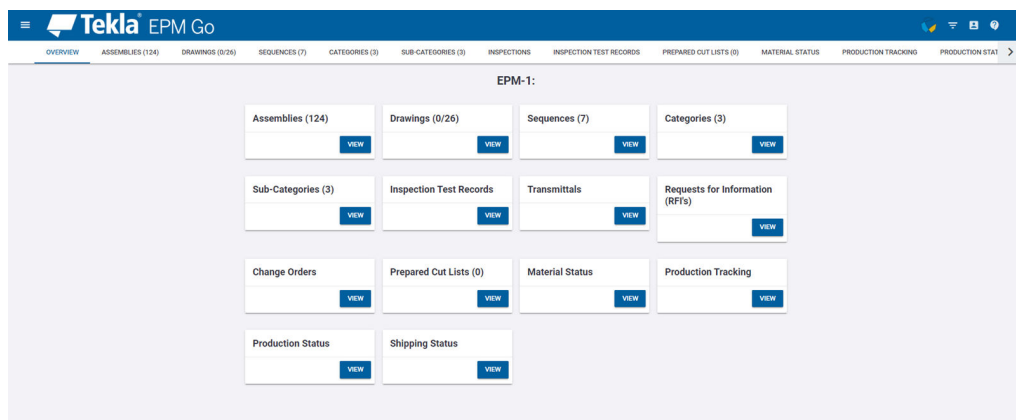 Tekla® EPM Go
OVERVIEW ASSEMBLIES (124) DRAWINGS (0/26) SEQUENCES (7) CATEGORIES (3) SUB-CATEGORIES (3) INSPECTIONS INSPECTION TEST RECORDS PREPARED CUT LISTS (0) MATERIAL STATUS PRODUCTION TRACKING PRODUCTION STAT
EPM-1:
Assemblies (124) Drawings (0/26) Sequences (7) Categories (3)
VIEW VIEW VIEW VIEW
Sub-Categories (3) Inspection Test Records Transmittals Requests for Information
(RFI's)
VIEW VIEW VIEW
VIEW
Change Orders Prepared Cut Lists (0) Material Status Production Tracking
VIEW VIEW VIEW VIEW
Production Status Shipping Status
VIEW VIEW